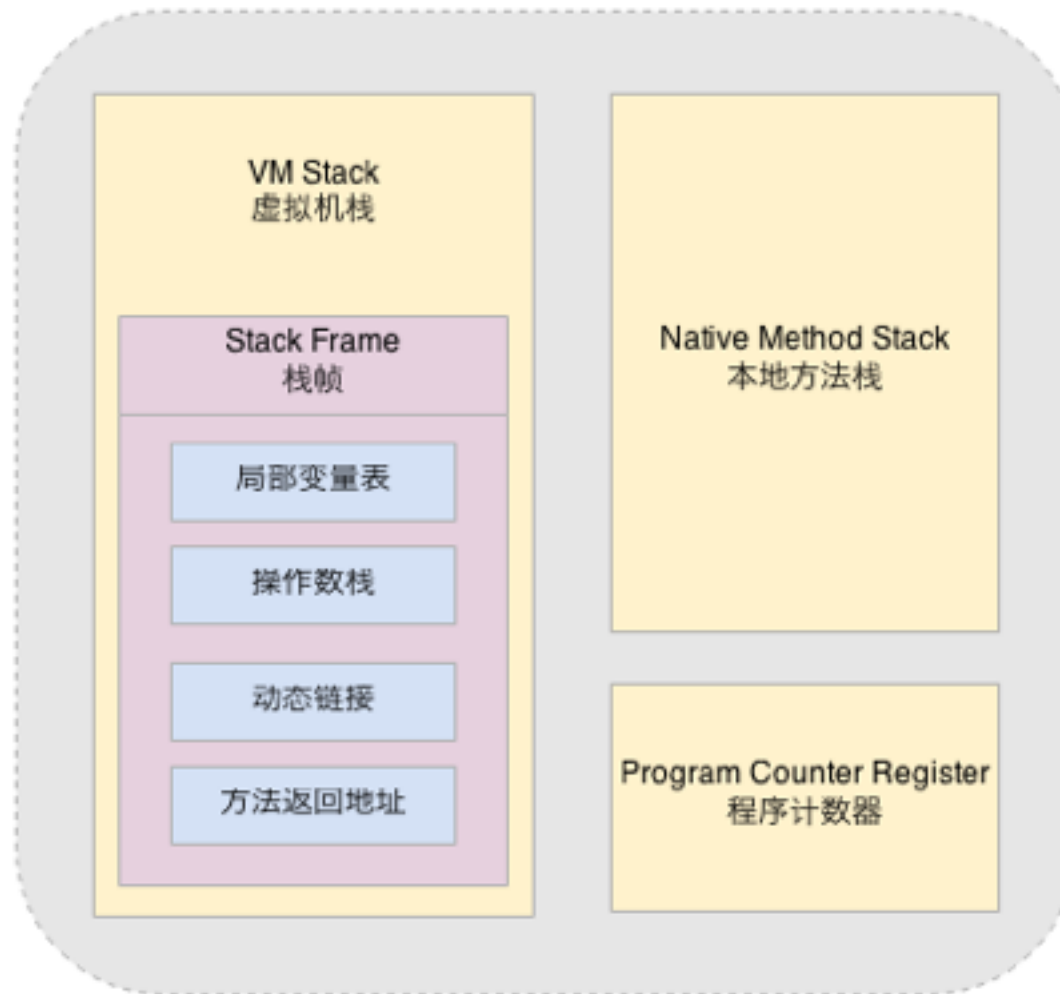 VM Stack
虚拟机栈
Stack Frame
栈帧
局部变量表
操作数栈
动态链接
方法返回地址
Native Method Stack
本地方法栈
Program Counter Register
程序计数器